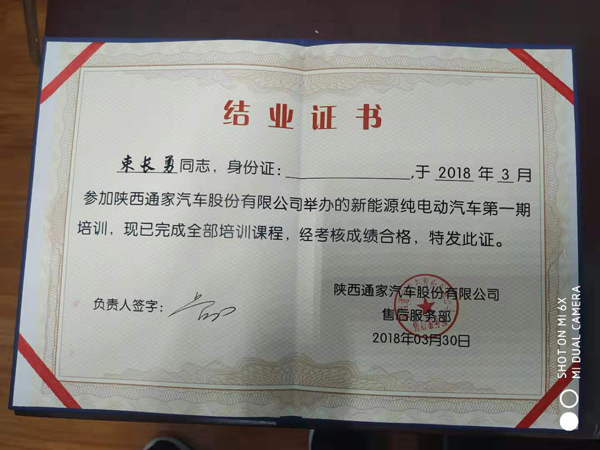 结业证书
束长勇同志，身份证：____________,于 2018 年 3 月
参加陕西通家汽车股份有限公司举办的新能源纯电动汽车第一期
培训，现已完成全部培训课程，经考核成绩合格，特发此证。
负责人签字：
陕西通家汽车股份有限公司
售后服务部
2018年03月30日
SHOT ON MI 6X
MI DUAL CAMERA